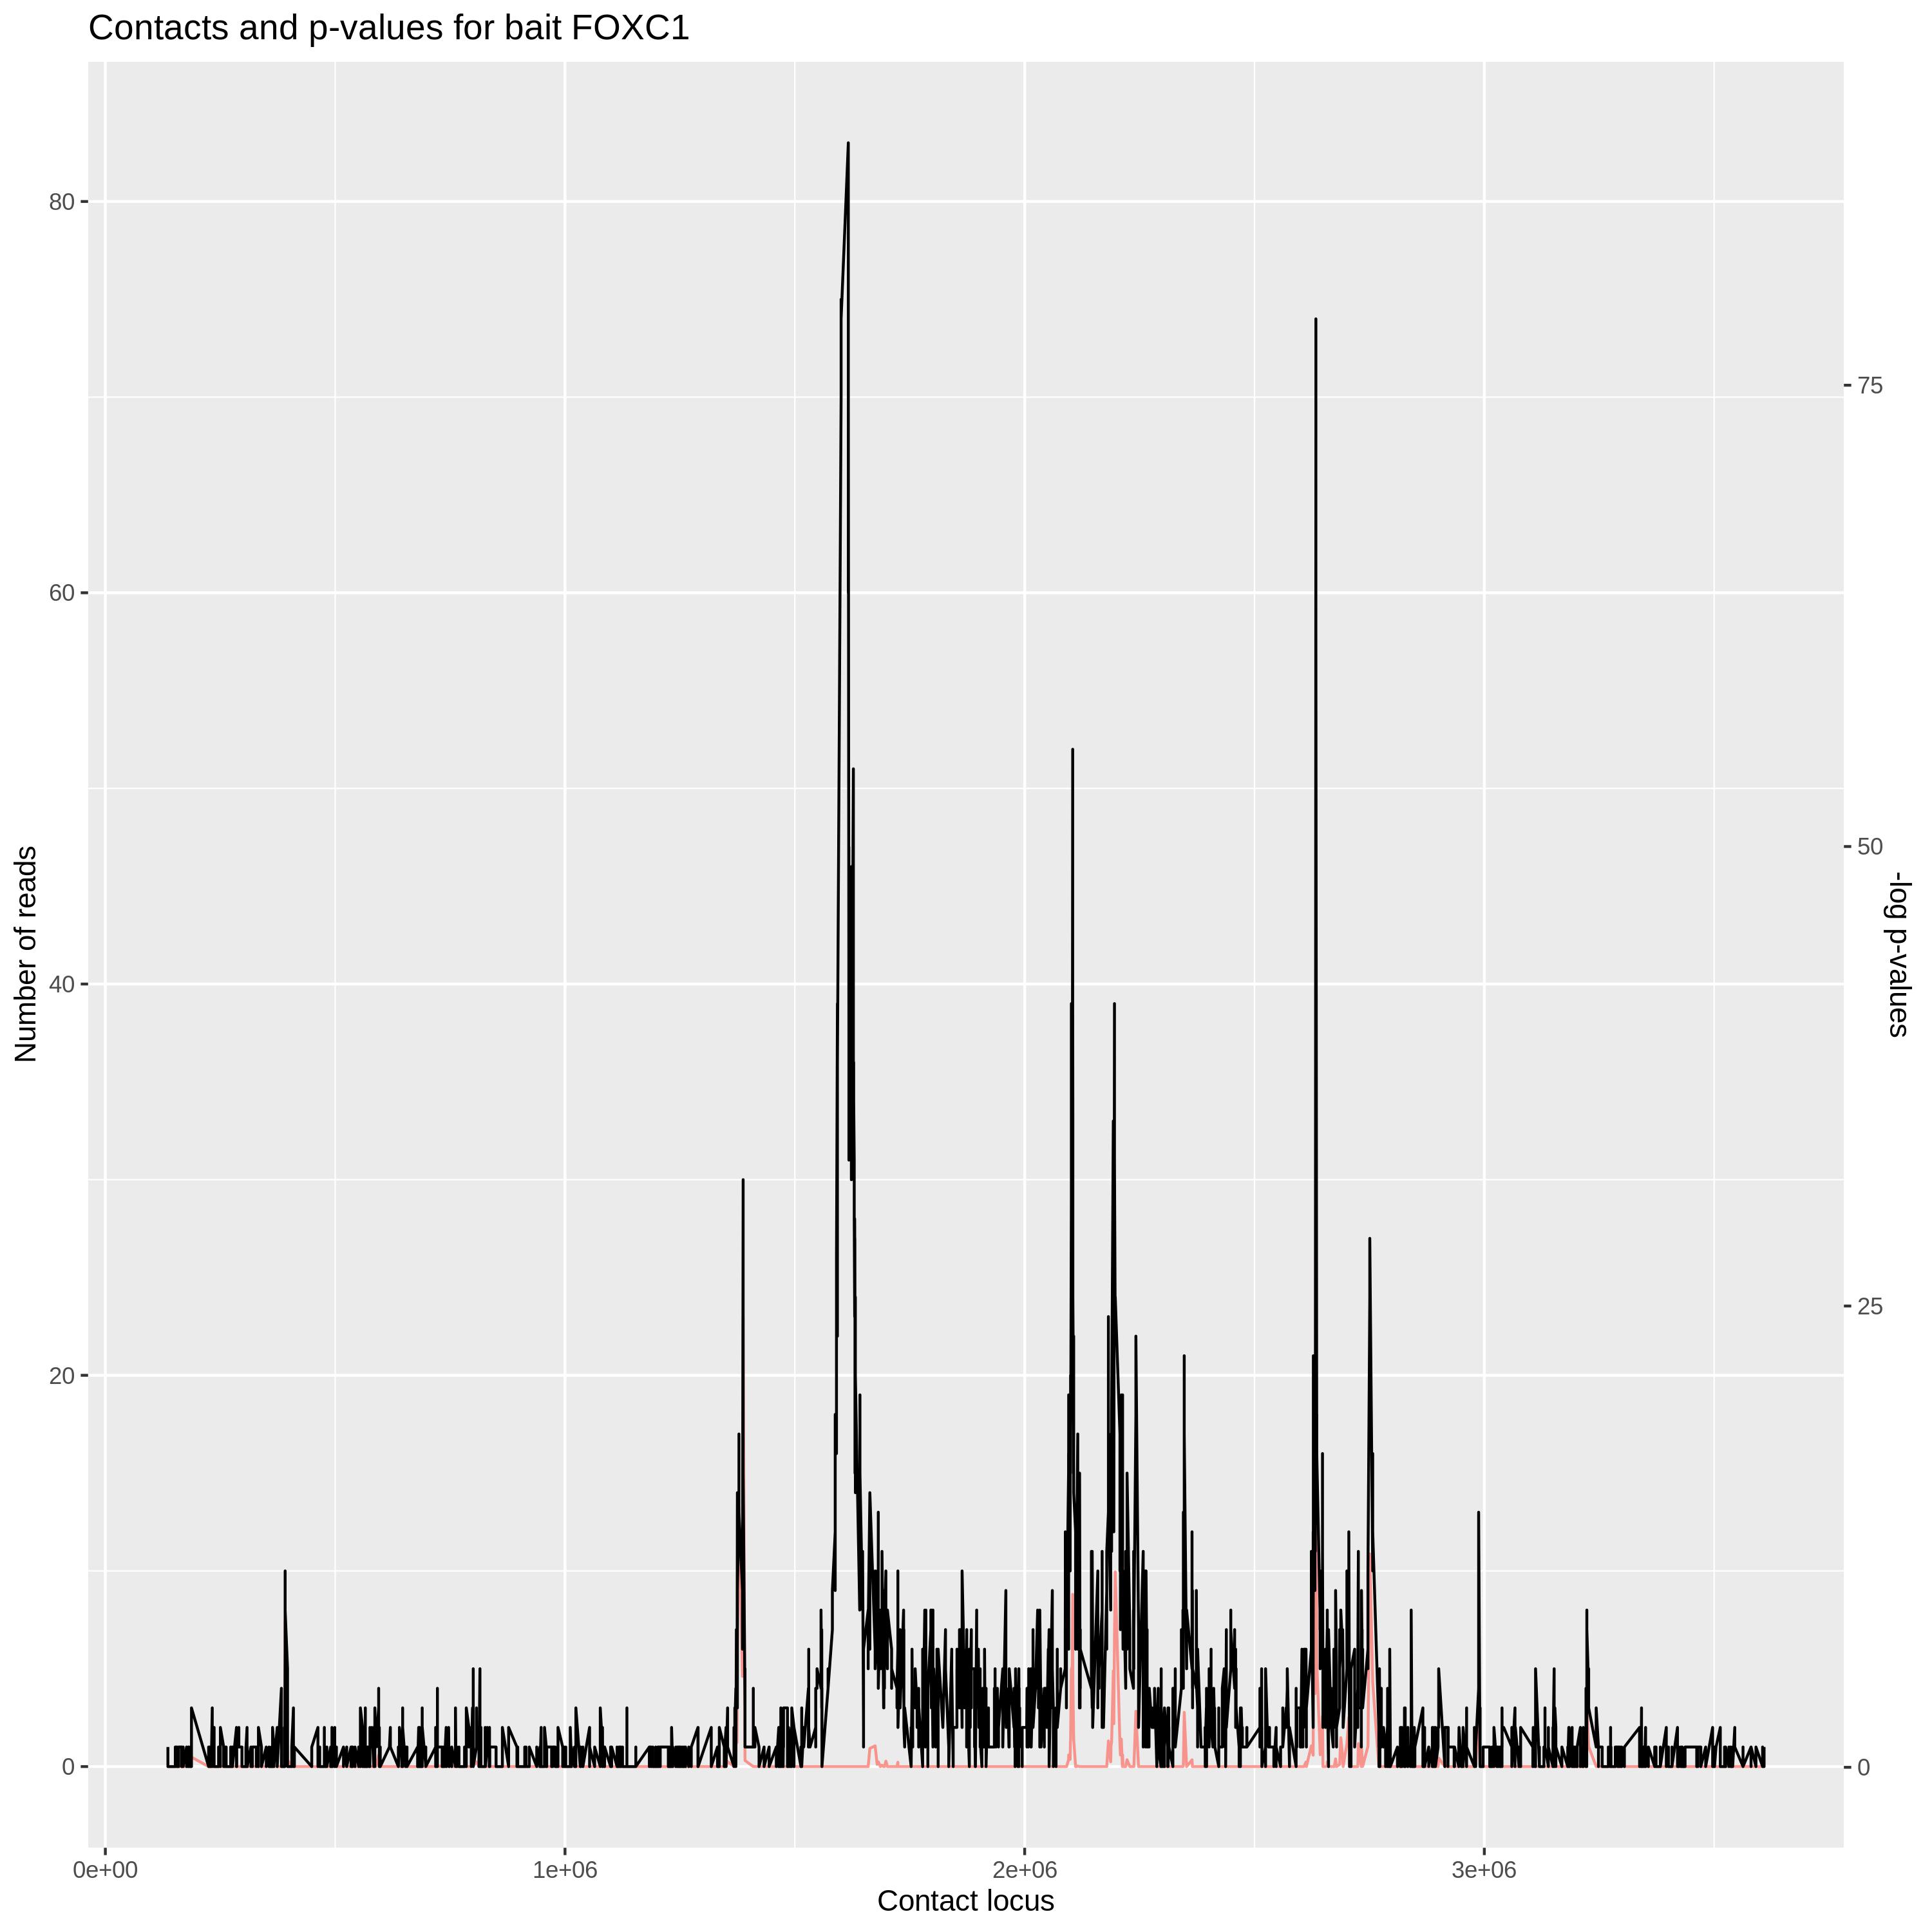 Contacts and p-values for bait FOXC1
80
60
40
20
0
Number of reads
75
50
25
0
-log p-values
0e+00
1e+06
2e+06
3e+06
Contact locus